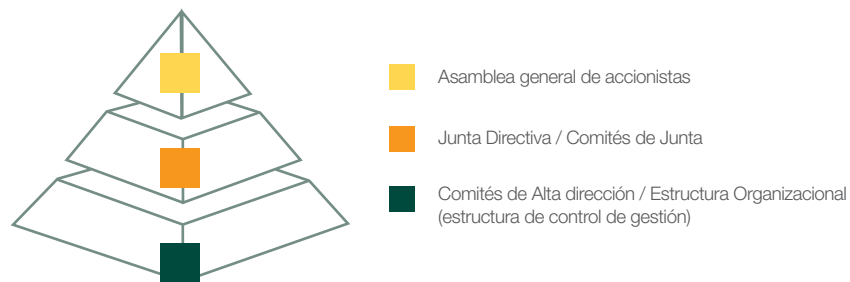 Asamblea general de accionistas
Junta Directiva / Comités de Junta
Comités de Alta dirección / Estructura Organizacional
(estructura de control de gestión)